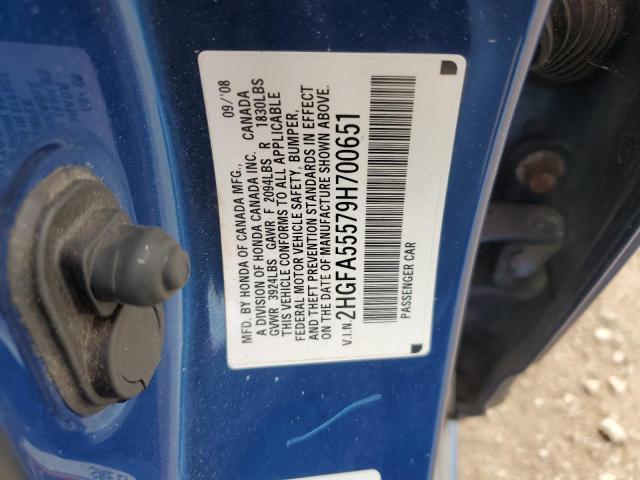 MFD. BY HONDA OF CANADA MFG., 09/'08
A DIVISION OF HONDA CANADA INC. CANADA
GVWR 3924LBS GAWR F 2094LBS R 1830LBS
THIS VEHICLE CONFORMS TO ALL APPLICABLE
FEDERAL MOTOR VEHICLE SAFETY, BUMPER,
AND THEFT PREVENTION STANDARDS IN EFFECT
ON THE DATE OF MANUFACTURE SHOWN ABOVE.
V.I.N. 2HGFA55579H700651
PASSENGER CAR